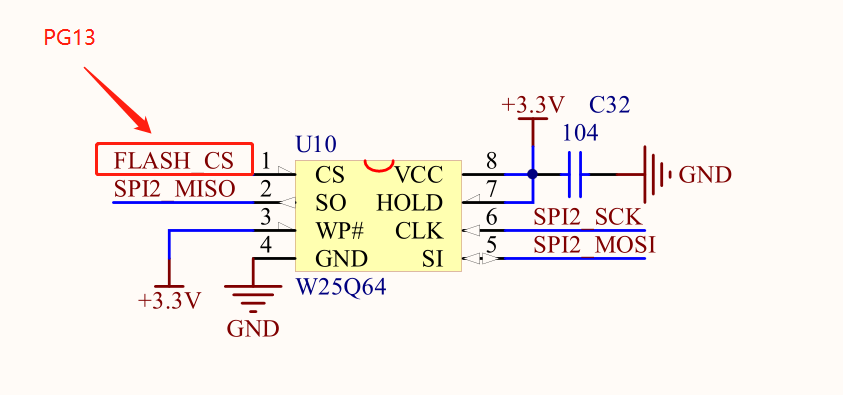 PG13
+3.3V
C32
104
U10
FLASH_CS
1
CS
VCC
8
GND
SPI2_MISO
2
SO
HOLD
7
3
WP#
CLK
6
SPI2_SCK
4
GND
SI
5
SPI2_MOSI
+3.3V
W25Q64
GND